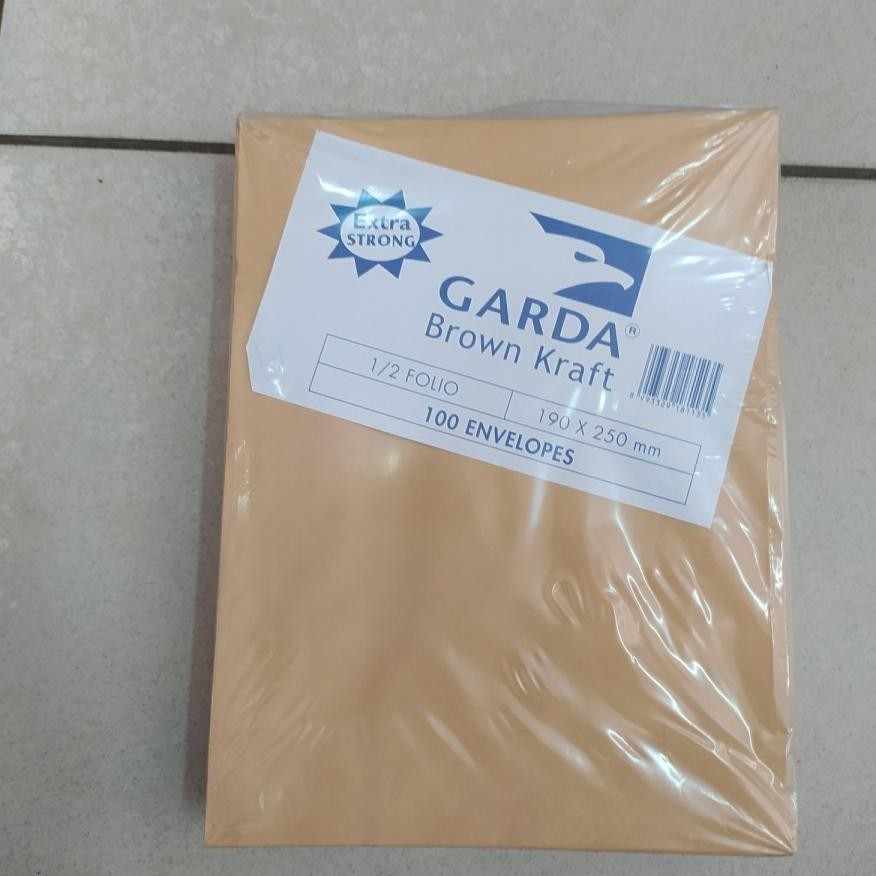 Extra
STRONG
GARDA®
Brown Kraft
1/2 FOLIO
190 X 250 mm
100 ENVELOPES